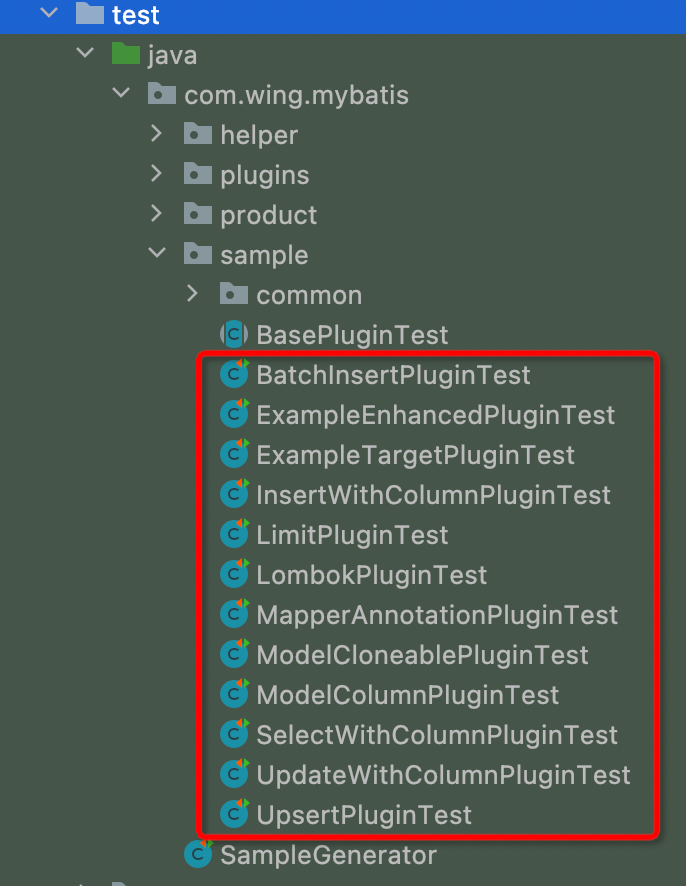 test
java
com.wing.mybatis
helper
plugins
product
sample
common
BasePluginTest
BatchInsertPluginTest
ExampleEnhancedPluginTest
ExampleTargetPluginTest
InsertWithColumnPluginTest
LimitPluginTest
LombokPluginTest
MapperAnnotationPluginTest
ModelCloneablePluginTest
ModelColumnPluginTest
SelectWithColumnPluginTest
UpdateWithColumnPluginTest
UpsertPluginTest
SampleGenerator